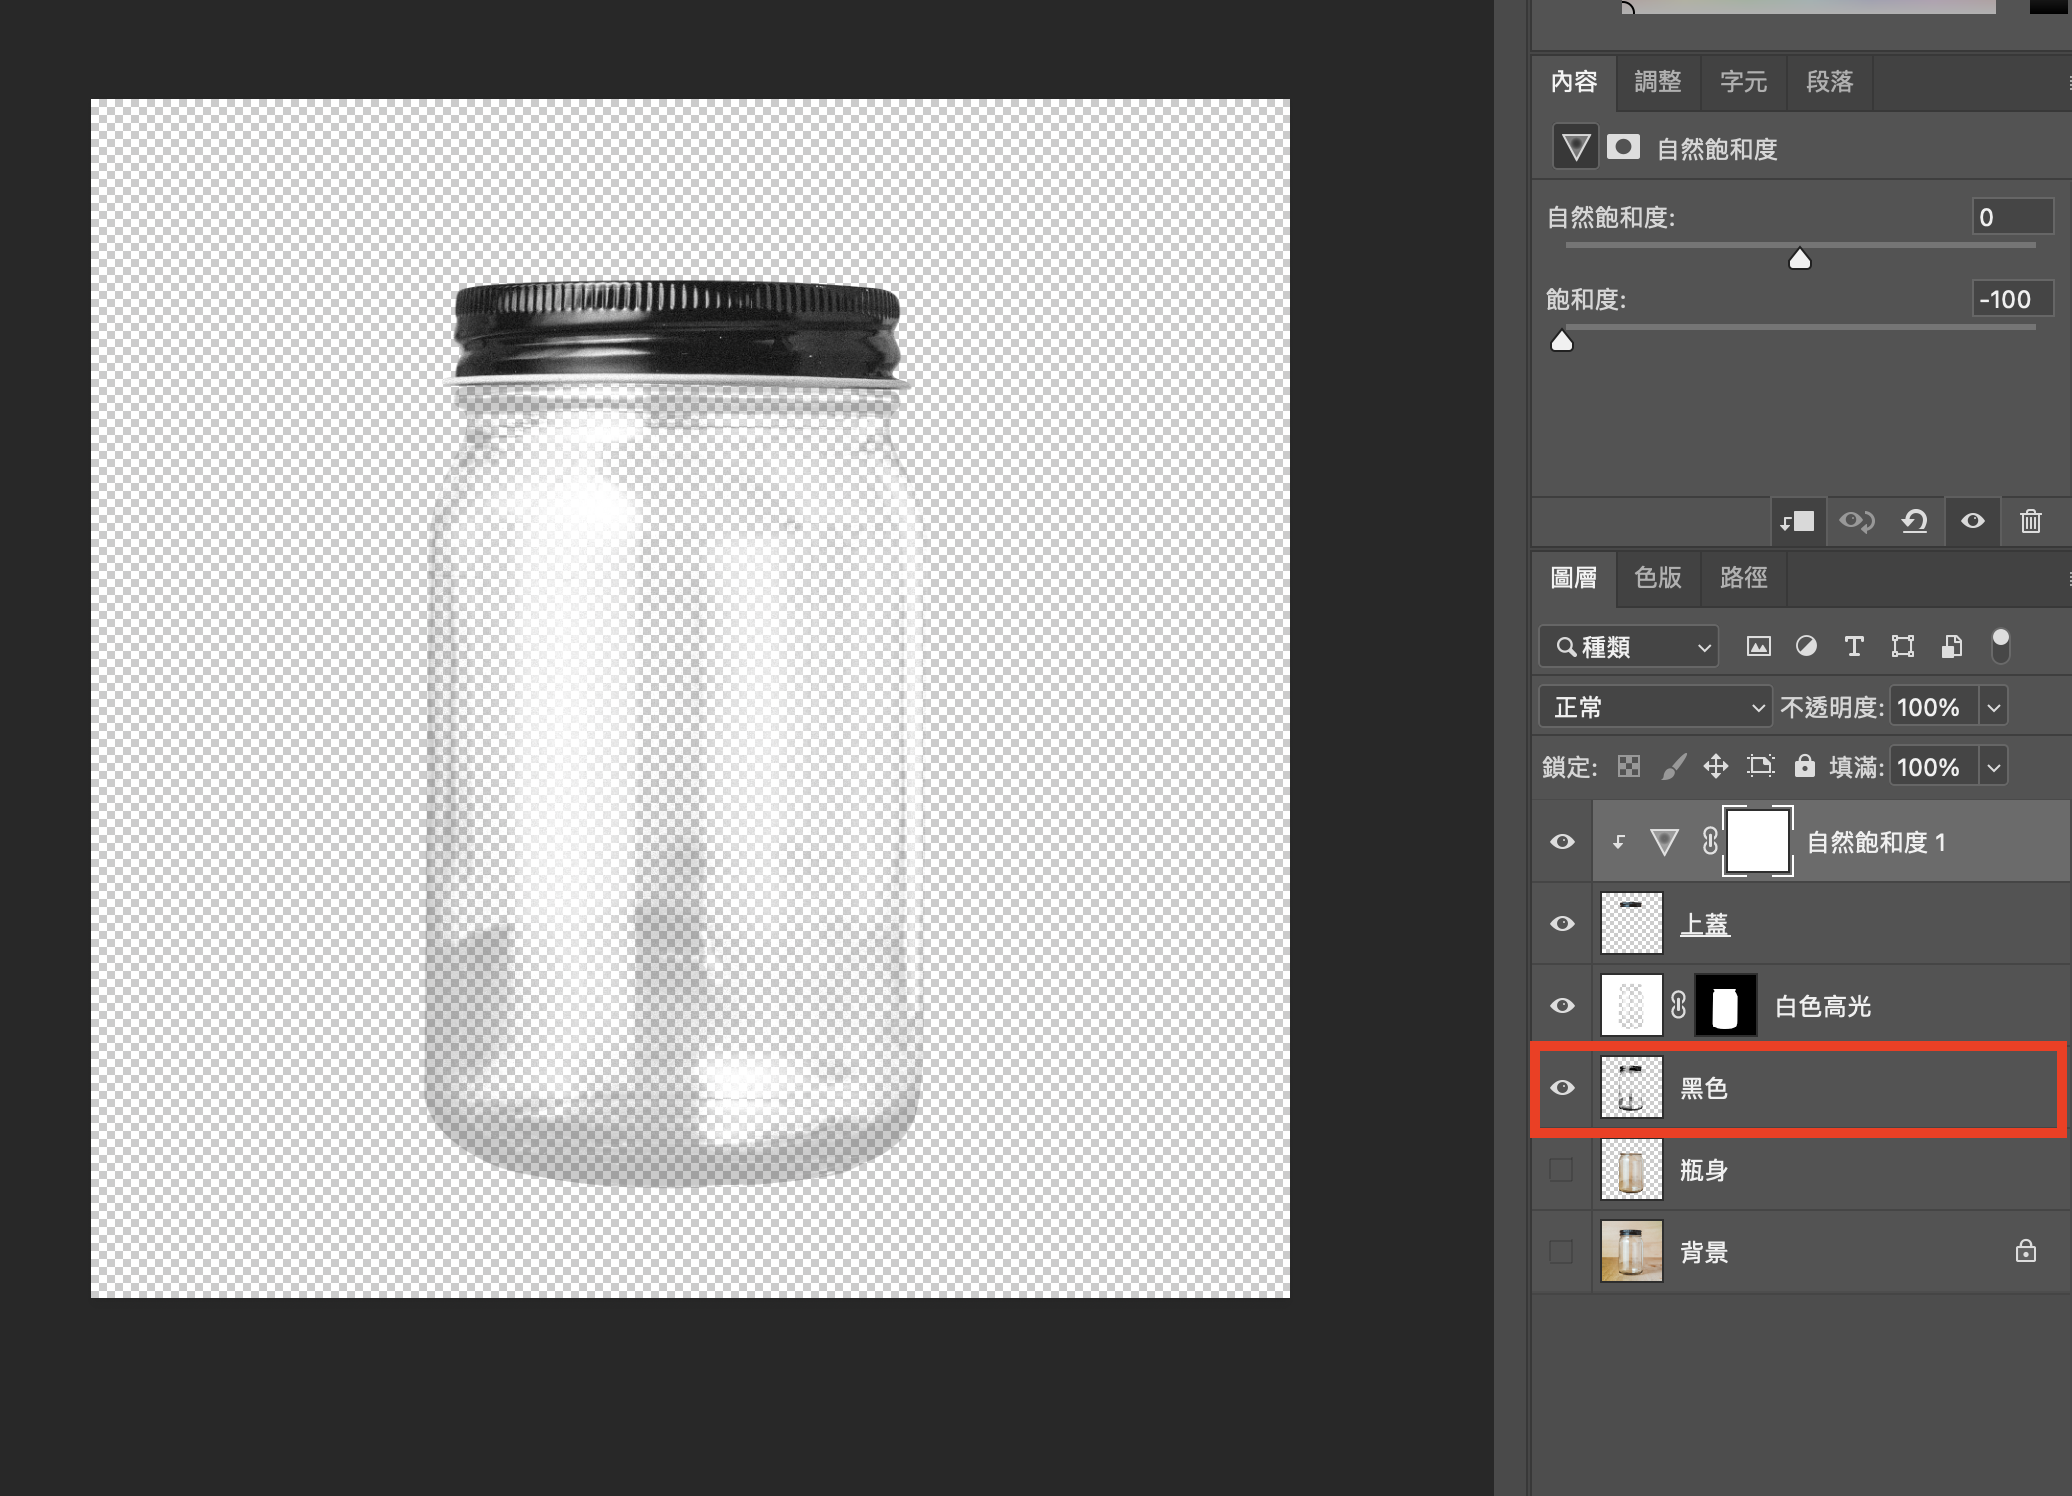 內容 調整 字元 段落
自然飽和度
自然飽和度: 0
飽和度: -100
圖層 色版 路徑
種類
正常 不透明度: 100%
鎖定: 填滿: 100%
自然飽和度 1
上蓋
白色高光
黑色
瓶身
背景